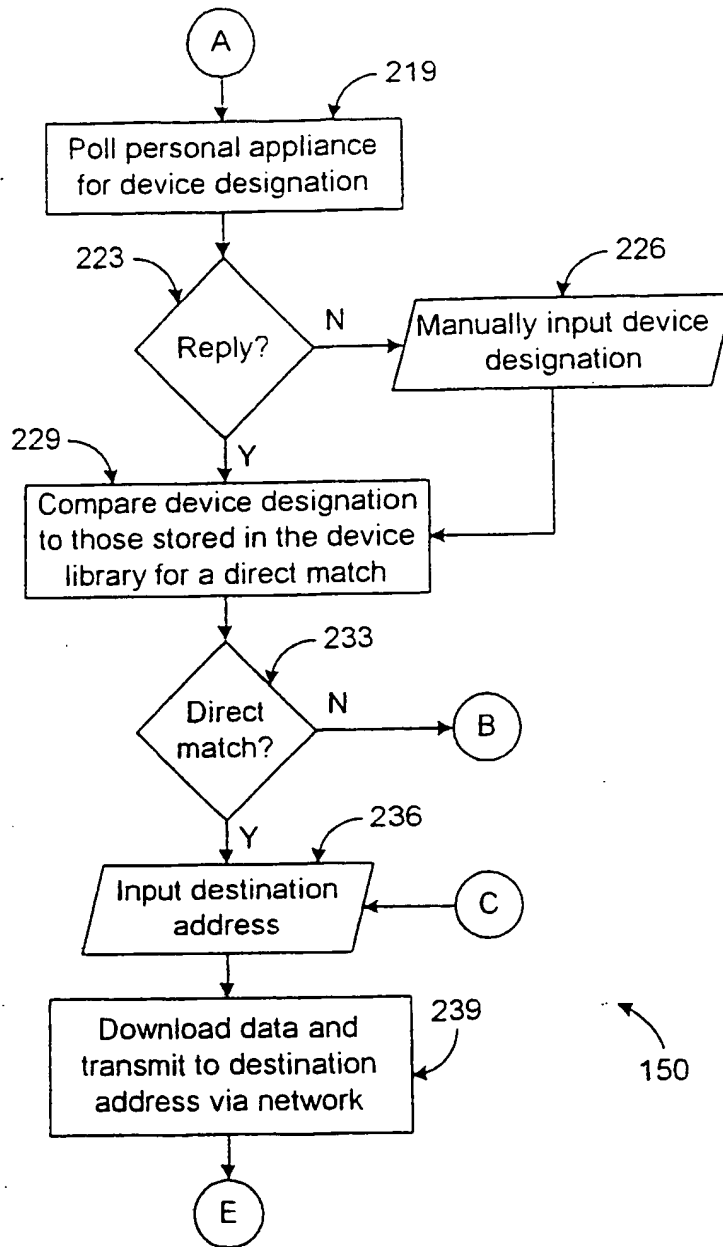 A
219
Poll personal appliance
for device designation
223
226
Reply?
N
Manually input device
designation
Y
229
Compare device designation
to those stored in the device
library for a direct match
233
Direct
match?
N
B
Y
236
Input destination
address
C
Download data and
transmit to destination
address via network
239
150
E